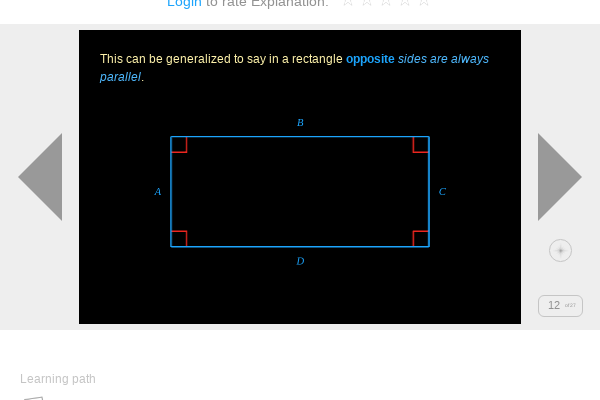 Login to rate Explanation:
This can be generalized to say in a rectangle opposite sides are always
parallel.
B
A
C
D
12 of 27
Learning path